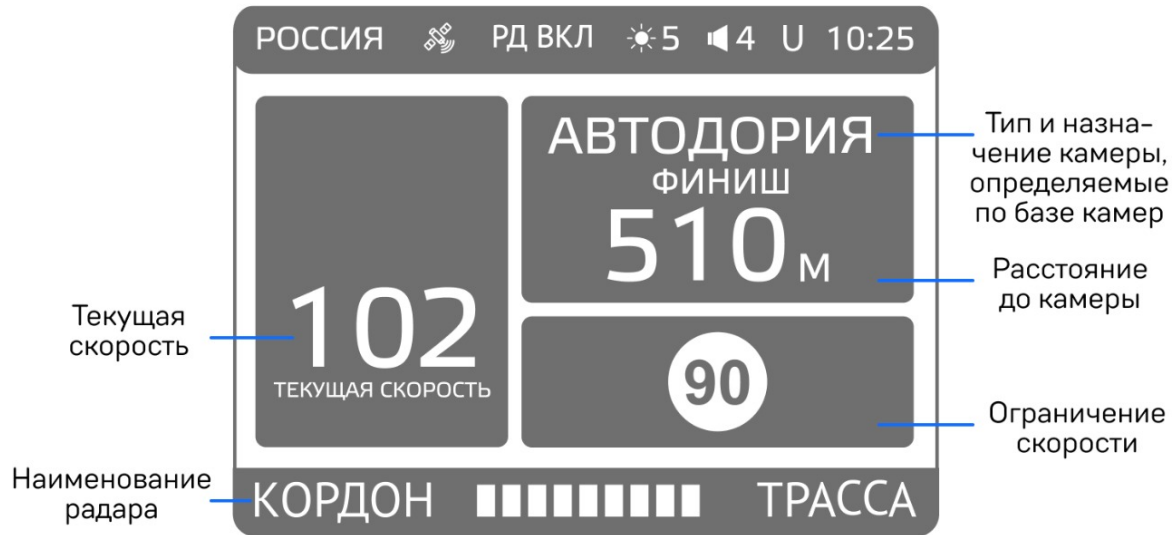 РОССИЯ РД ВКЛ 5 4 U 10:25
АВТОДОРИЯ
ФИНИШ
510 м
102
ТЕКУЩАЯ СКОРОСТЬ
90
КОРДОН ТРАССА
Текущая
скорость
Наименование
радара
Тип и назна-
чение камеры,
определяемые
по базе камер
Расстояние
до камеры
Ограничение
скорости